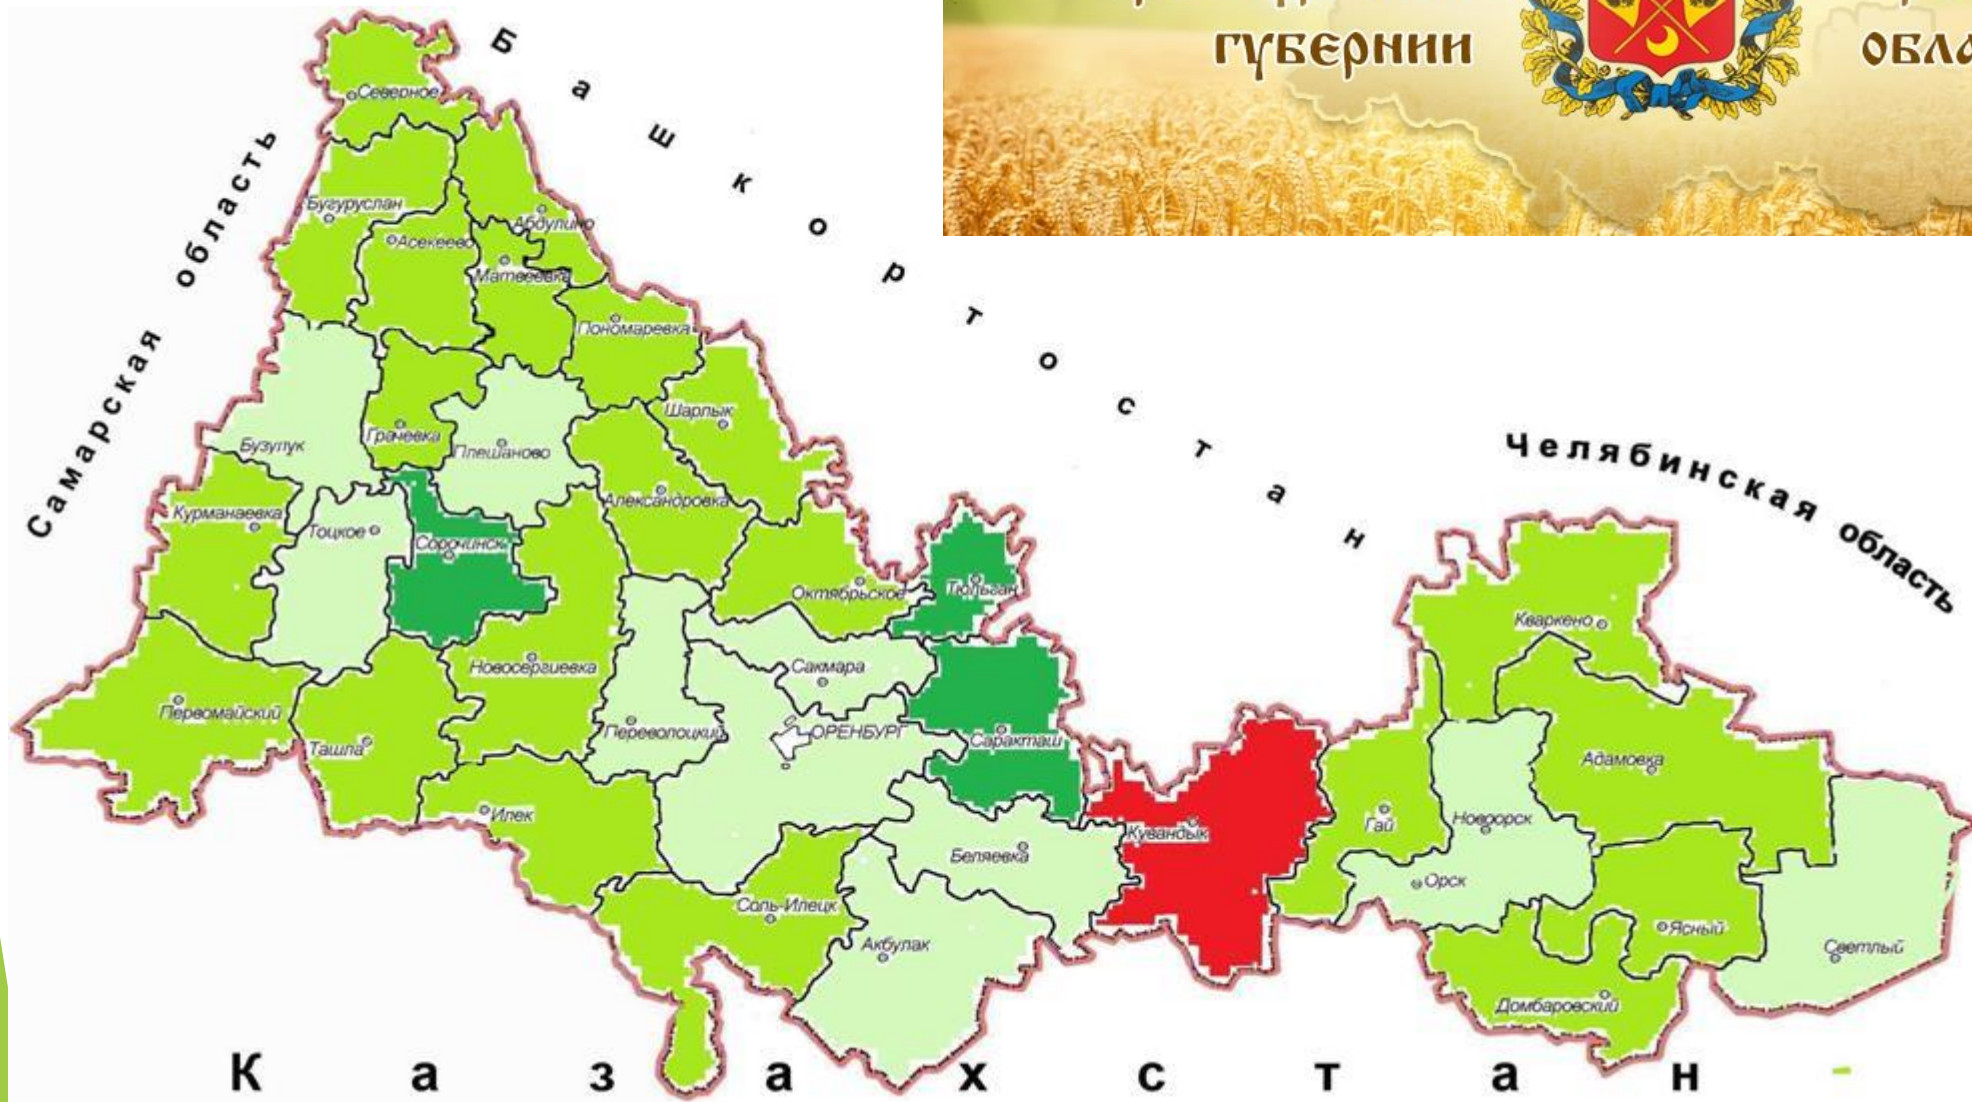 ГУБЕРНИИ
Башкортостан
Самарская область
Челябинская область
Северное
Бугуруслан
Абдулино
Асекеево
Матвеевка
Пономаревка
Шарлык
Бузулук
Грачевка
Плешаново
Александровка
Курманаевка
Тоцкое
Сорочинск
Октябрьское
Тюльган
Кваркено
Новосергиевка
Сакмара
Первомайский
Ташла
Переволоцкий
ОРЕНБУРГ
Саракташ
Адамовка
Илек
Кувандык
Гай
Новоорск
Беляевка
Орск
Соль-Илецк
Акбулак
Ясный
Светлый
Домбаровский
Казахстан